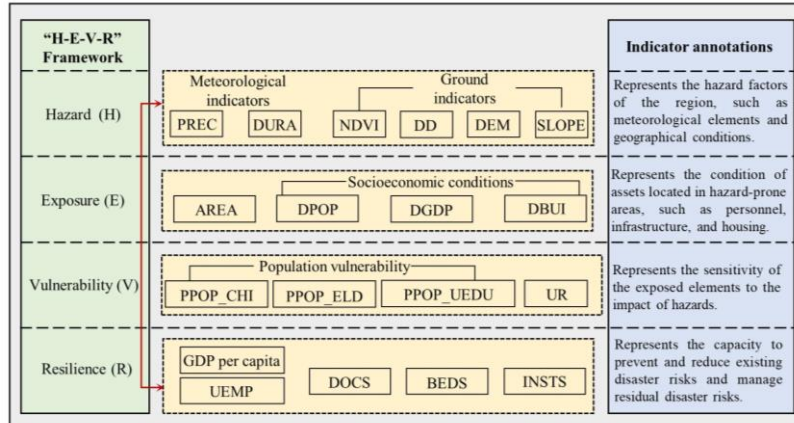 “H-E-V-R”
Framework
Indicator annotations
Hazard (H)
Meteorological
indicators
Ground
indicators
PREC
DURA
NDVI
DD
DEM
SLOPE
Represents the hazard factors
of the region, such as
meteorological elements and
geographical conditions.
Exposure (E)
Socioeconomic conditions
AREA
DPOP
DGDP
DBUI
Represents the condition of
assets located in hazard-prone
areas, such as personnel,
infrastructure, and housing.
Vulnerability (V)
Population vulnerability
PPOP_CHI
PPOP_ELD
PPOP_UEDU
UR
Represents the sensitivity of
the exposed elements to the
impact of hazards.
Resilience (R)
GDP per capita
UEMP
DOCS
BEDS
INSTS
Represents the capacity to
prevent and reduce existing
disaster risks and manage
residual disaster risks.